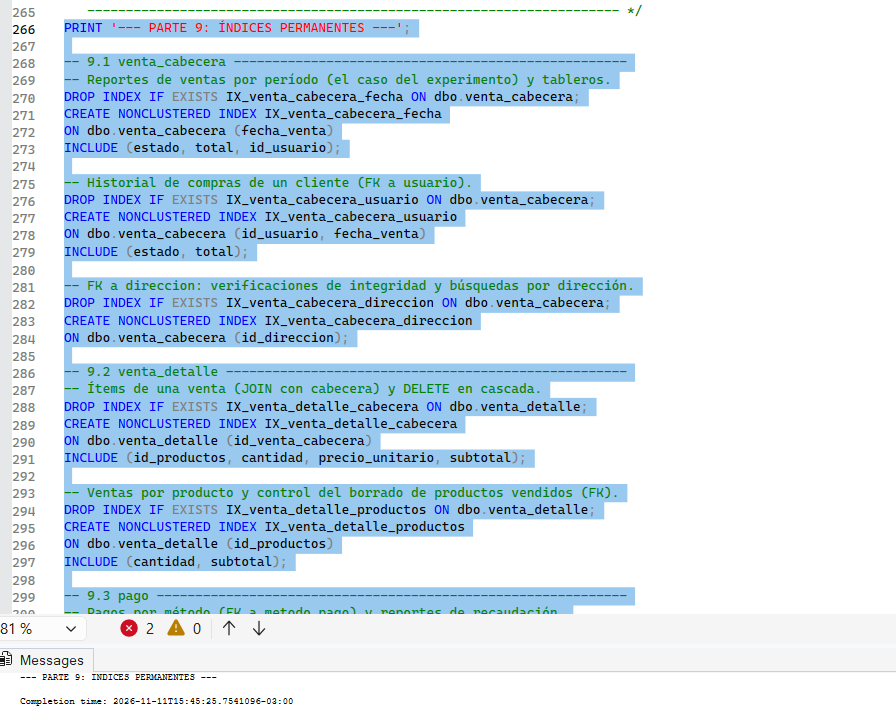 265 ---------------------------------------------------------------------- */
266 PRINT '--- PARTE 9: ÍNDICES PERMANENTES ---';
267
268 -- 9.1 venta_cabecera ---------------------------------------------------
269 -- Reportes de ventas por período (el caso del experimento) y tableros.
270 DROP INDEX IF EXISTS IX_venta_cabecera_fecha ON dbo.venta_cabecera;
271 CREATE NONCLUSTERED INDEX IX_venta_cabecera_fecha
272 ON dbo.venta_cabecera (fecha_venta)
273 INCLUDE (estado, total, id_usuario);
274
275 -- Historial de compras de un cliente (FK a usuario).
276 DROP INDEX IF EXISTS IX_venta_cabecera_usuario ON dbo.venta_cabecera;
277 CREATE NONCLUSTERED INDEX IX_venta_cabecera_usuario
278 ON dbo.venta_cabecera (id_usuario, fecha_venta)
279 INCLUDE (estado, total);
280
281 -- FK a direccion: verificaciones de integridad y búsquedas por dirección.
282 DROP INDEX IF EXISTS IX_venta_cabecera_direccion ON dbo.venta_cabecera;
283 CREATE NONCLUSTERED INDEX IX_venta_cabecera_direccion
284 ON dbo.venta_cabecera (id_direccion);
285
286 -- 9.2 venta_detalle ----------------------------------------------------
287 -- Ítems de una venta (JOIN con cabecera) y DELETE en cascada.
288 DROP INDEX IF EXISTS IX_venta_detalle_cabecera ON dbo.venta_detalle;
289 CREATE NONCLUSTERED INDEX IX_venta_detalle_cabecera
290 ON dbo.venta_detalle (id_venta_cabecera)
291 INCLUDE (id_productos, cantidad, precio_unitario, subtotal);
292
293 -- Ventas por producto y control del borrado de productos vendidos (FK).
294 DROP INDEX IF EXISTS IX_venta_detalle_productos ON dbo.venta_detalle;
295 CREATE NONCLUSTERED INDEX IX_venta_detalle_productos
296 ON dbo.venta_detalle (id_productos)
297 INCLUDE (cantidad, subtotal);
298
299 -- 9.3 pago -------------------------------------------------------------
300 -- Pagos por método (FK a metodo_pago) y reportes de recaudación.
81 % 2 0
Messages
--- PARTE 9: ÍNDICES PERMANENTES ---
Completion time: 2026-11-11T15:45:25.7541096-03:00